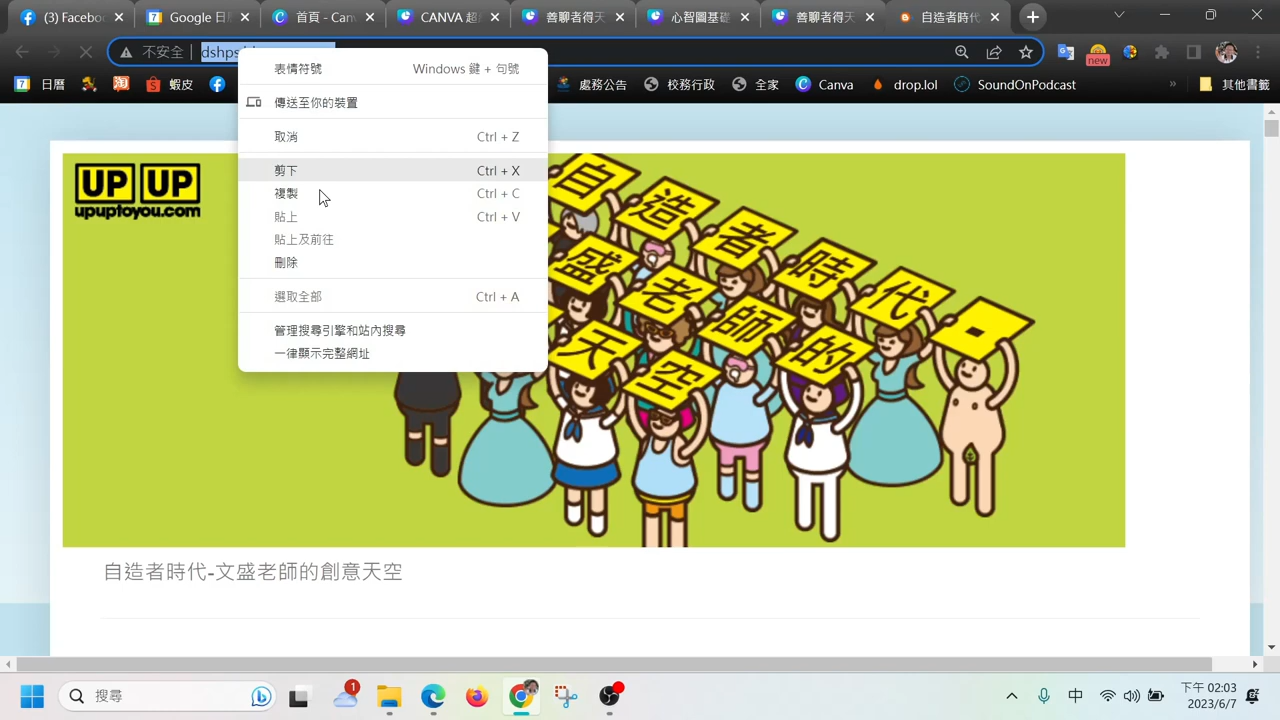 (3) Facebo
Google 日
首頁 - Can
CANVA 超
善聊者得天
心智圖基礎
善聊者得天
自造者時代
不安全
dshps
new
日曆
淘
蝦皮
處務公告
校務行政
全家
Canva
drop.lol
SoundOnPodcast
»
其他書籤
表情符號 Windows 鍵 + 句號
傳送至你的裝置
取消 Ctrl + Z
剪下 Ctrl + X
複製 Ctrl + C
貼上 Ctrl + V
貼上及前往
刪除
選取全部 Ctrl + A
管理搜尋引擎和站內搜尋
一律顯示完整網址
UP UP
upuptoyou.com
自造者時代-
盛老師的
天空
自造者時代-文盛老師的創意天空
搜尋
1
中
下午 02:03
2023/6/7